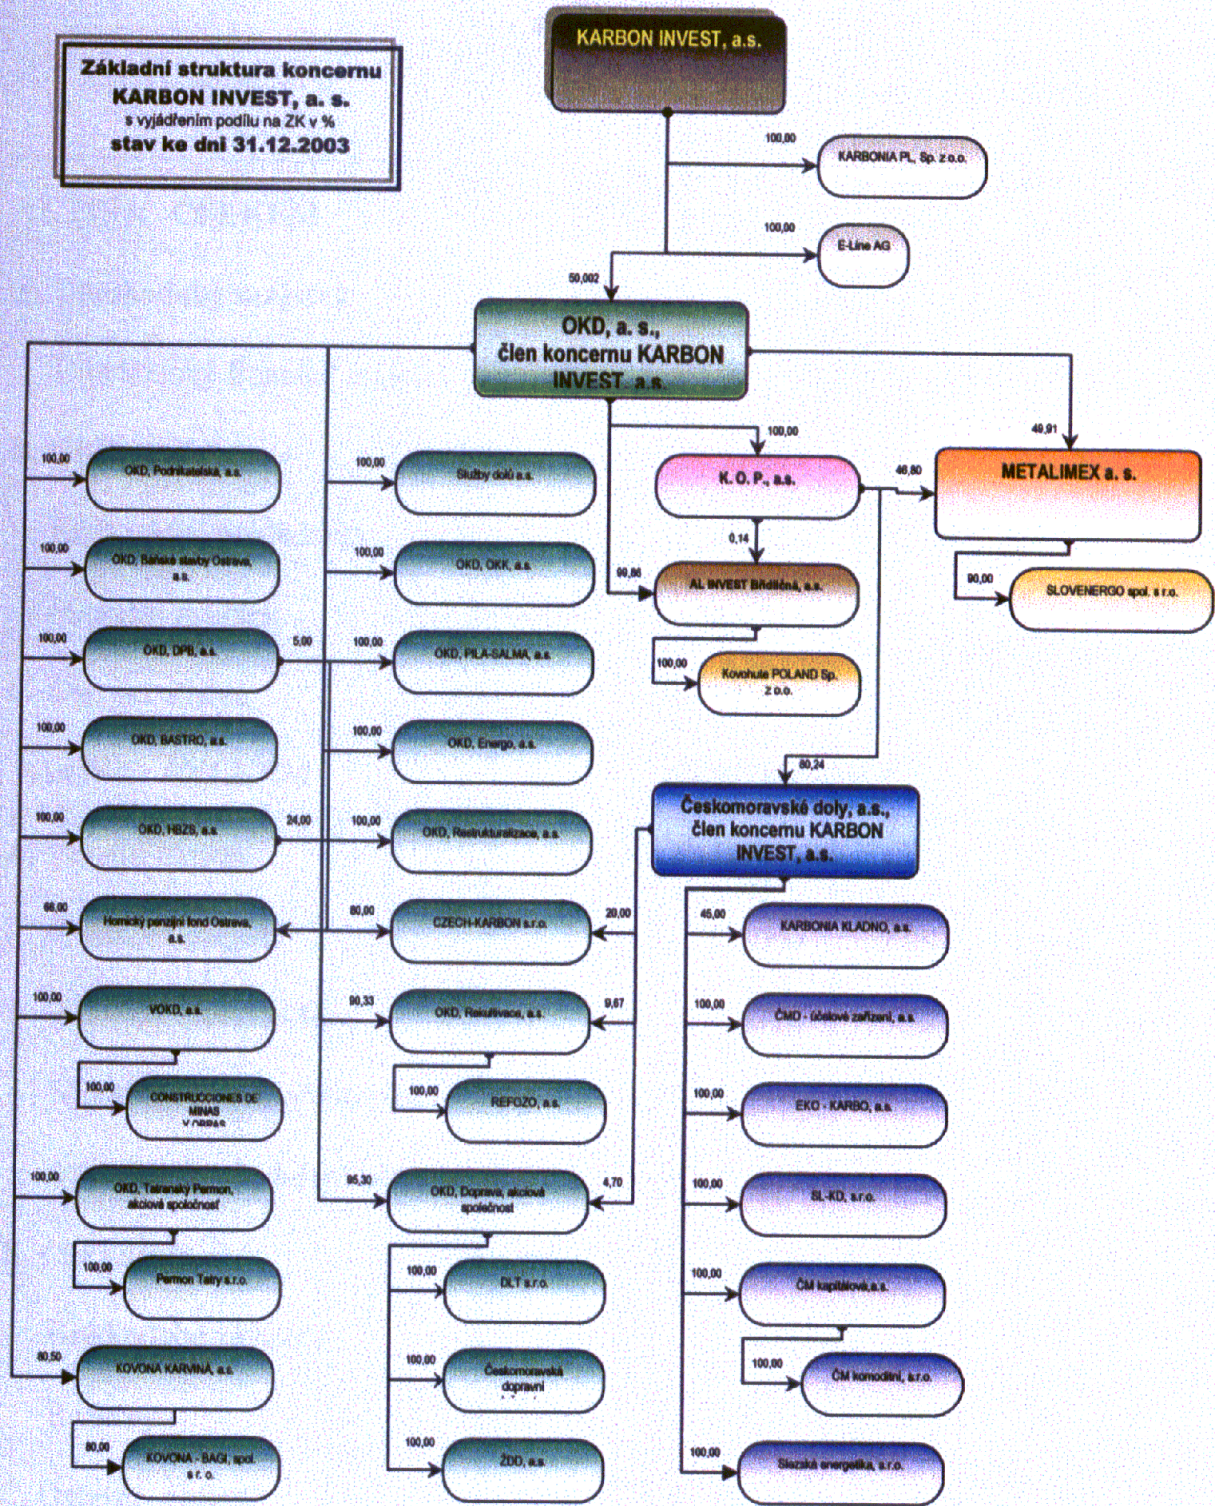 Základní struktura koncernu
KARBON INVEST, a. s.
s vyjádřením podílu na ZK v %
stav ke dni 31.12.2003
KARBON INVEST, a.s.
100,00
KARBONIA PL, Sp. z o.o.
100,00
E-Line AG
50,002
OKD, a. s.,
člen koncernu KARBON
INVEST, a.s.
100,00
49,91
100,00
OKD, Podnikatelská, a.s.
100,00
Služby dolů a.s.
K. O. P., a.s.
46,80
METALIMEX a. s.
100,00
OKD, Báňské stavby Ostrava,
a.s.
100,00
OKD, OKK, a.s.
0,14
99,86
AL INVEST Břidličná, a.s.
90,00
SLOVENERGO spol. s r.o.
100,00
OKD, DPB, a.s.
5,00
100,00
OKD, PILA-SALMA, a.s.
100,00
Kovohute POLAND Sp.
z o.o.
100,00
OKD, BASTRO, a.s.
100,00
OKD, Energo, a.s.
80,24
100,00
OKD, HBZS, a.s.
24,00
100,00
OKD, Restrukturalizace, a.s.
Českomoravské doly, a.s.,
člen koncernu KARBON
INVEST, a.s.
Hornický penzijní fond Ostrava,
a.s.
80,00
CZECH-KARBON s.r.o.
20,00
45,00
KARBONIA KLADNO, a.s.
100,00
VOKD, a.s.
90,33
OKD, Rekultivace, a.s.
9,67
100,00
ČMD - účelové zařízení, a.s.
100,00
CONSTRUCCIONES DE
MINAS
100,00
REFOZO, a.s.
100,00
EKO - KARBO, a.s.
100,00
OKD, Tatranský Permon,
akciová spoločnosť
95,30
OKD, Doprava, akciová
společnost
4,70
100,00
SL-KD, s.r.o.
100,00
Permon Tatry s.r.o.
100,00
DLT s.r.o.
100,00
ČM kapitálová,a.s.
KOVONA KARVINÁ, a.s.
100,00
Českomoravská
dopravní
100,00
ČM komoditní, s.r.o.
80,00
KOVONA - BAGI, spol.
s r. o.
100,00
ŽDD, a.s.
100,00
Slezská energetika, s.r.o.